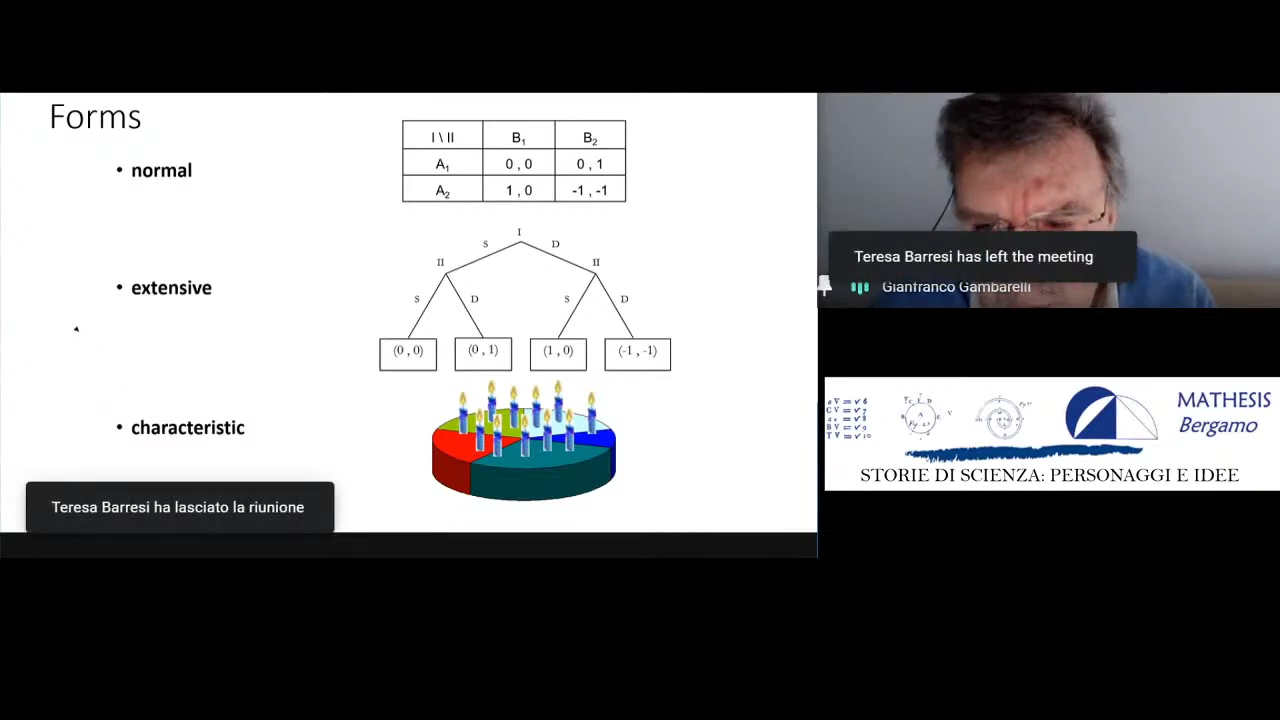 Forms
• normal
I \ II B₁ B₂
A₁ 0 , 0 0 , 1
A₂ 1 , 0 -1 , -1
• extensive
I
S D
II II
S D S D
(0 , 0) (0 , 1) (1 , 0) (-1 , -1)
• characteristic
Teresa Barresi ha lasciato la riunione
Teresa Barresi has left the meeting
Gianfranco Gambarelli
MATHESIS
Bergamo
STORIE DI SCIENZA: PERSONAGGI E IDEE